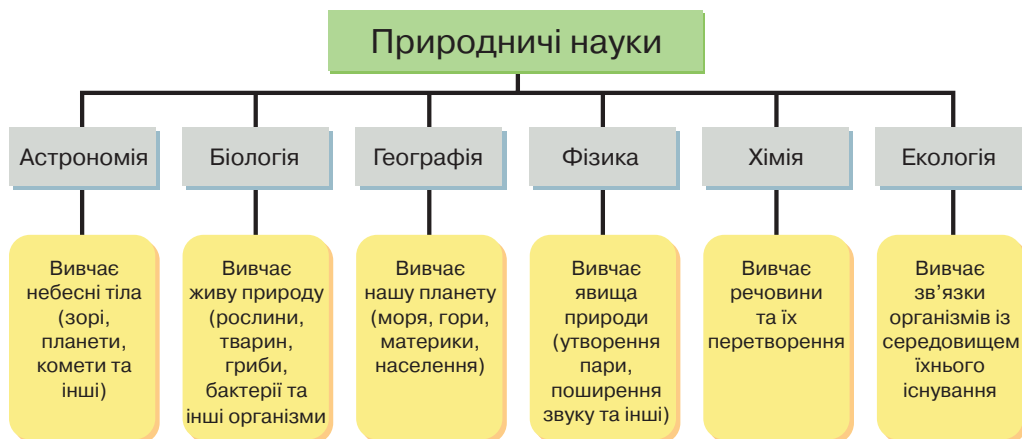 Природничі науки
Астрономія
Біологія
Географія
Фізика
Хімія
Екологія
Вивчає
небесні тіла
(зорі,
планети,
комети та
інші)
Вивчає
живу природу
(рослини,
тварин,
гриби,
бактерії та
інші організми
Вивчає
нашу планету
(моря, гори,
материки,
населення)
Вивчає
явища
природи
(утворення
пари,
поширення
звуку та інші)
Вивчає
речовини
та їх
перетворення
Вивчає
зв’язки
організмів із
середовищем
їхнього
існування